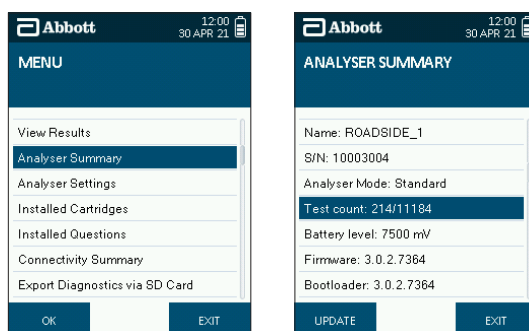 Abbott
12:00
30 APR 21
MENU
View Results
Analyser Summary
Analyser Settings
Installed Cartridges
Installed Questions
Connectivity Summary
Export Diagnostics via SD Card
OK
EXIT
Abbott
12:00
30 APR 21
ANALYSER SUMMARY
Name: ROADSIDE_1
S/N: 10003004
Analyser Mode: Standard
Test count: 214/11184
Battery level: 7500 mV
Firmware: 3.0.2.7364
Bootloader: 3.0.2.7364
UPDATE
EXIT